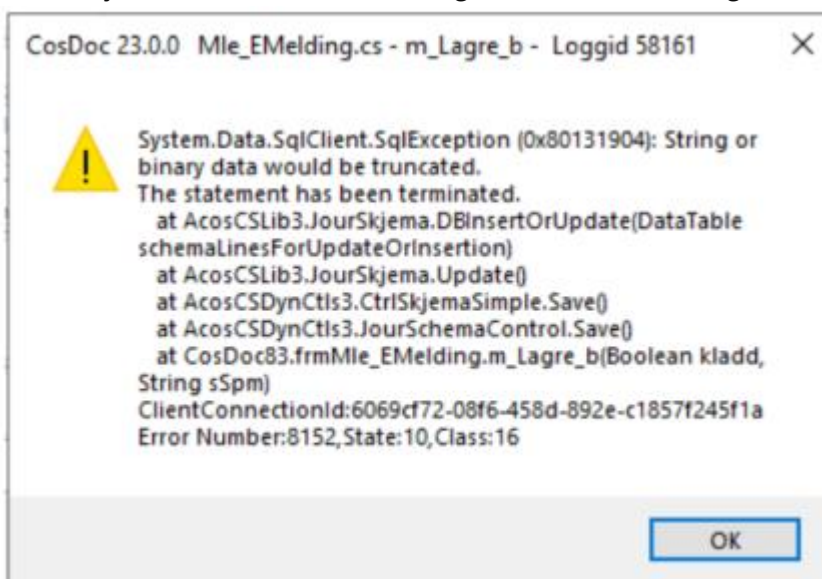 CosDoc 23.0.0 Mle_EMelding.cs - m_Lagre_b - Loggid 58161
System.Data.SqlClient.SqlException (0x80131904): String or
binary data would be truncated.
The statement has been terminated.
at AcosCSLib3.JourSkjema.DBInsertOrUpdate(DataTable
schemaLinesForUpdateOrInsertion)
at AcosCSLib3.JourSkjema.Update()
at AcosCSDynCtls3.CtrlSkjemaSimple.Save()
at AcosCSDynCtls3.JourSchemaControl.Save()
at CosDoc83.frmMle_EMelding.m_Lagre_b(Boolean kladd,
String sSpm)
ClientConnectionId:6069cf72-08f6-458d-892e-c1857f245f1a
Error Number:8152,State:10,Class:16
OK